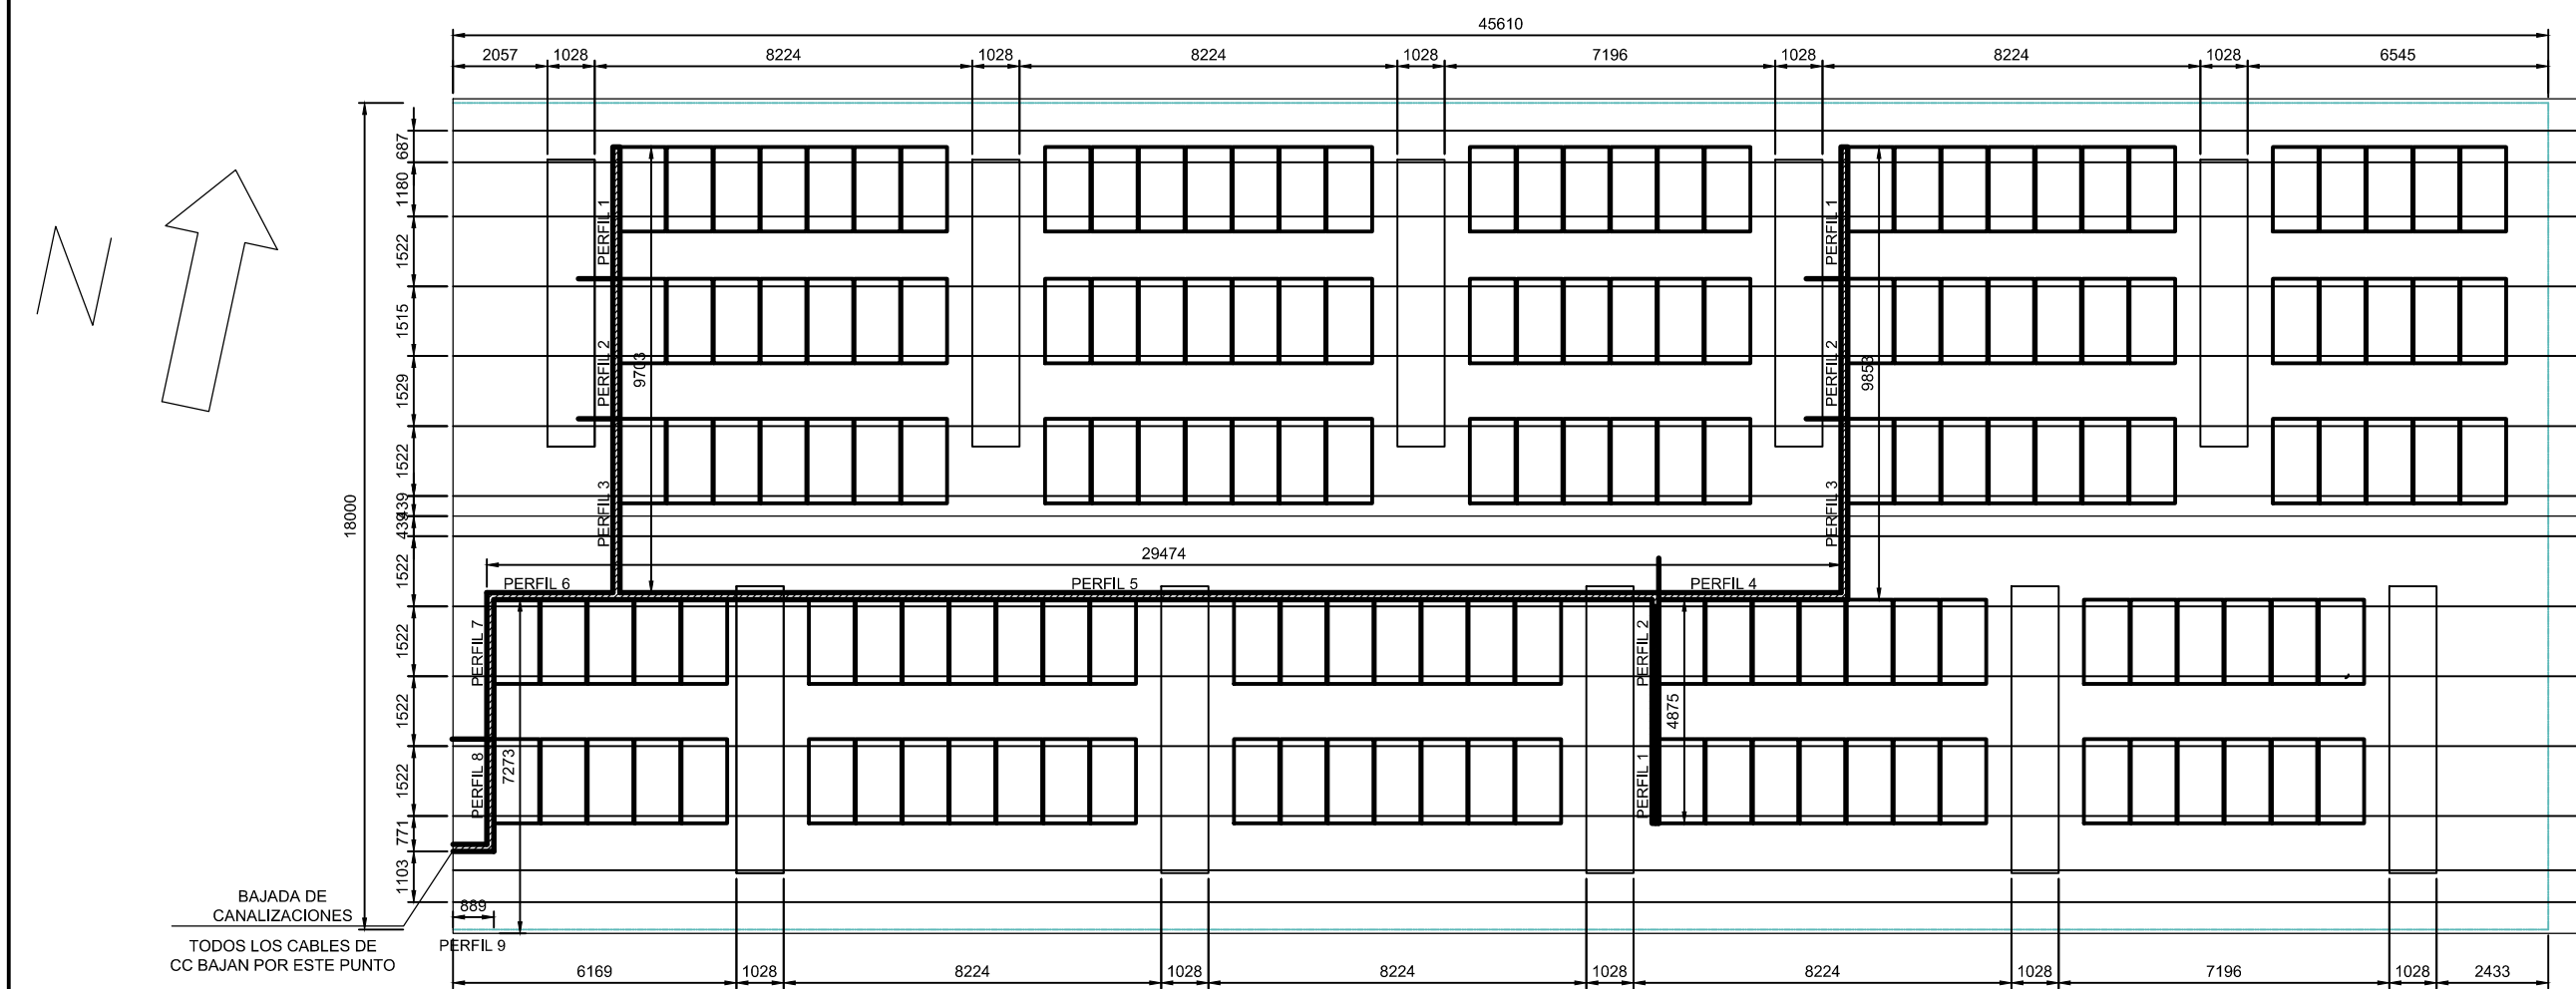 45610
2057 1028 8224 1028 8224 1028 7196 1028 8224 1028 6545
687
1180
1522
1515
1529
1522
439
439
1522
1522
1522
1522
771
1103
18000
PERFIL 1
PERFIL 2
PERFIL 3
9703
PERFIL 1
PERFIL 2
PERFIL 3
9853
29474
PERFIL 6 PERFIL 5 PERFIL 4
PERFIL 7
PERFIL 8
7273
PERFIL 2
PERFIL 1
4875
N
BAJADA DE
CANALIZACIONES
TODOS LOS CABLES DE
CC BAJAN POR ESTE PUNTO
889
PERFIL 9
6169 1028 8224 1028 8224 1028 8224 1028 7196 1028 2433